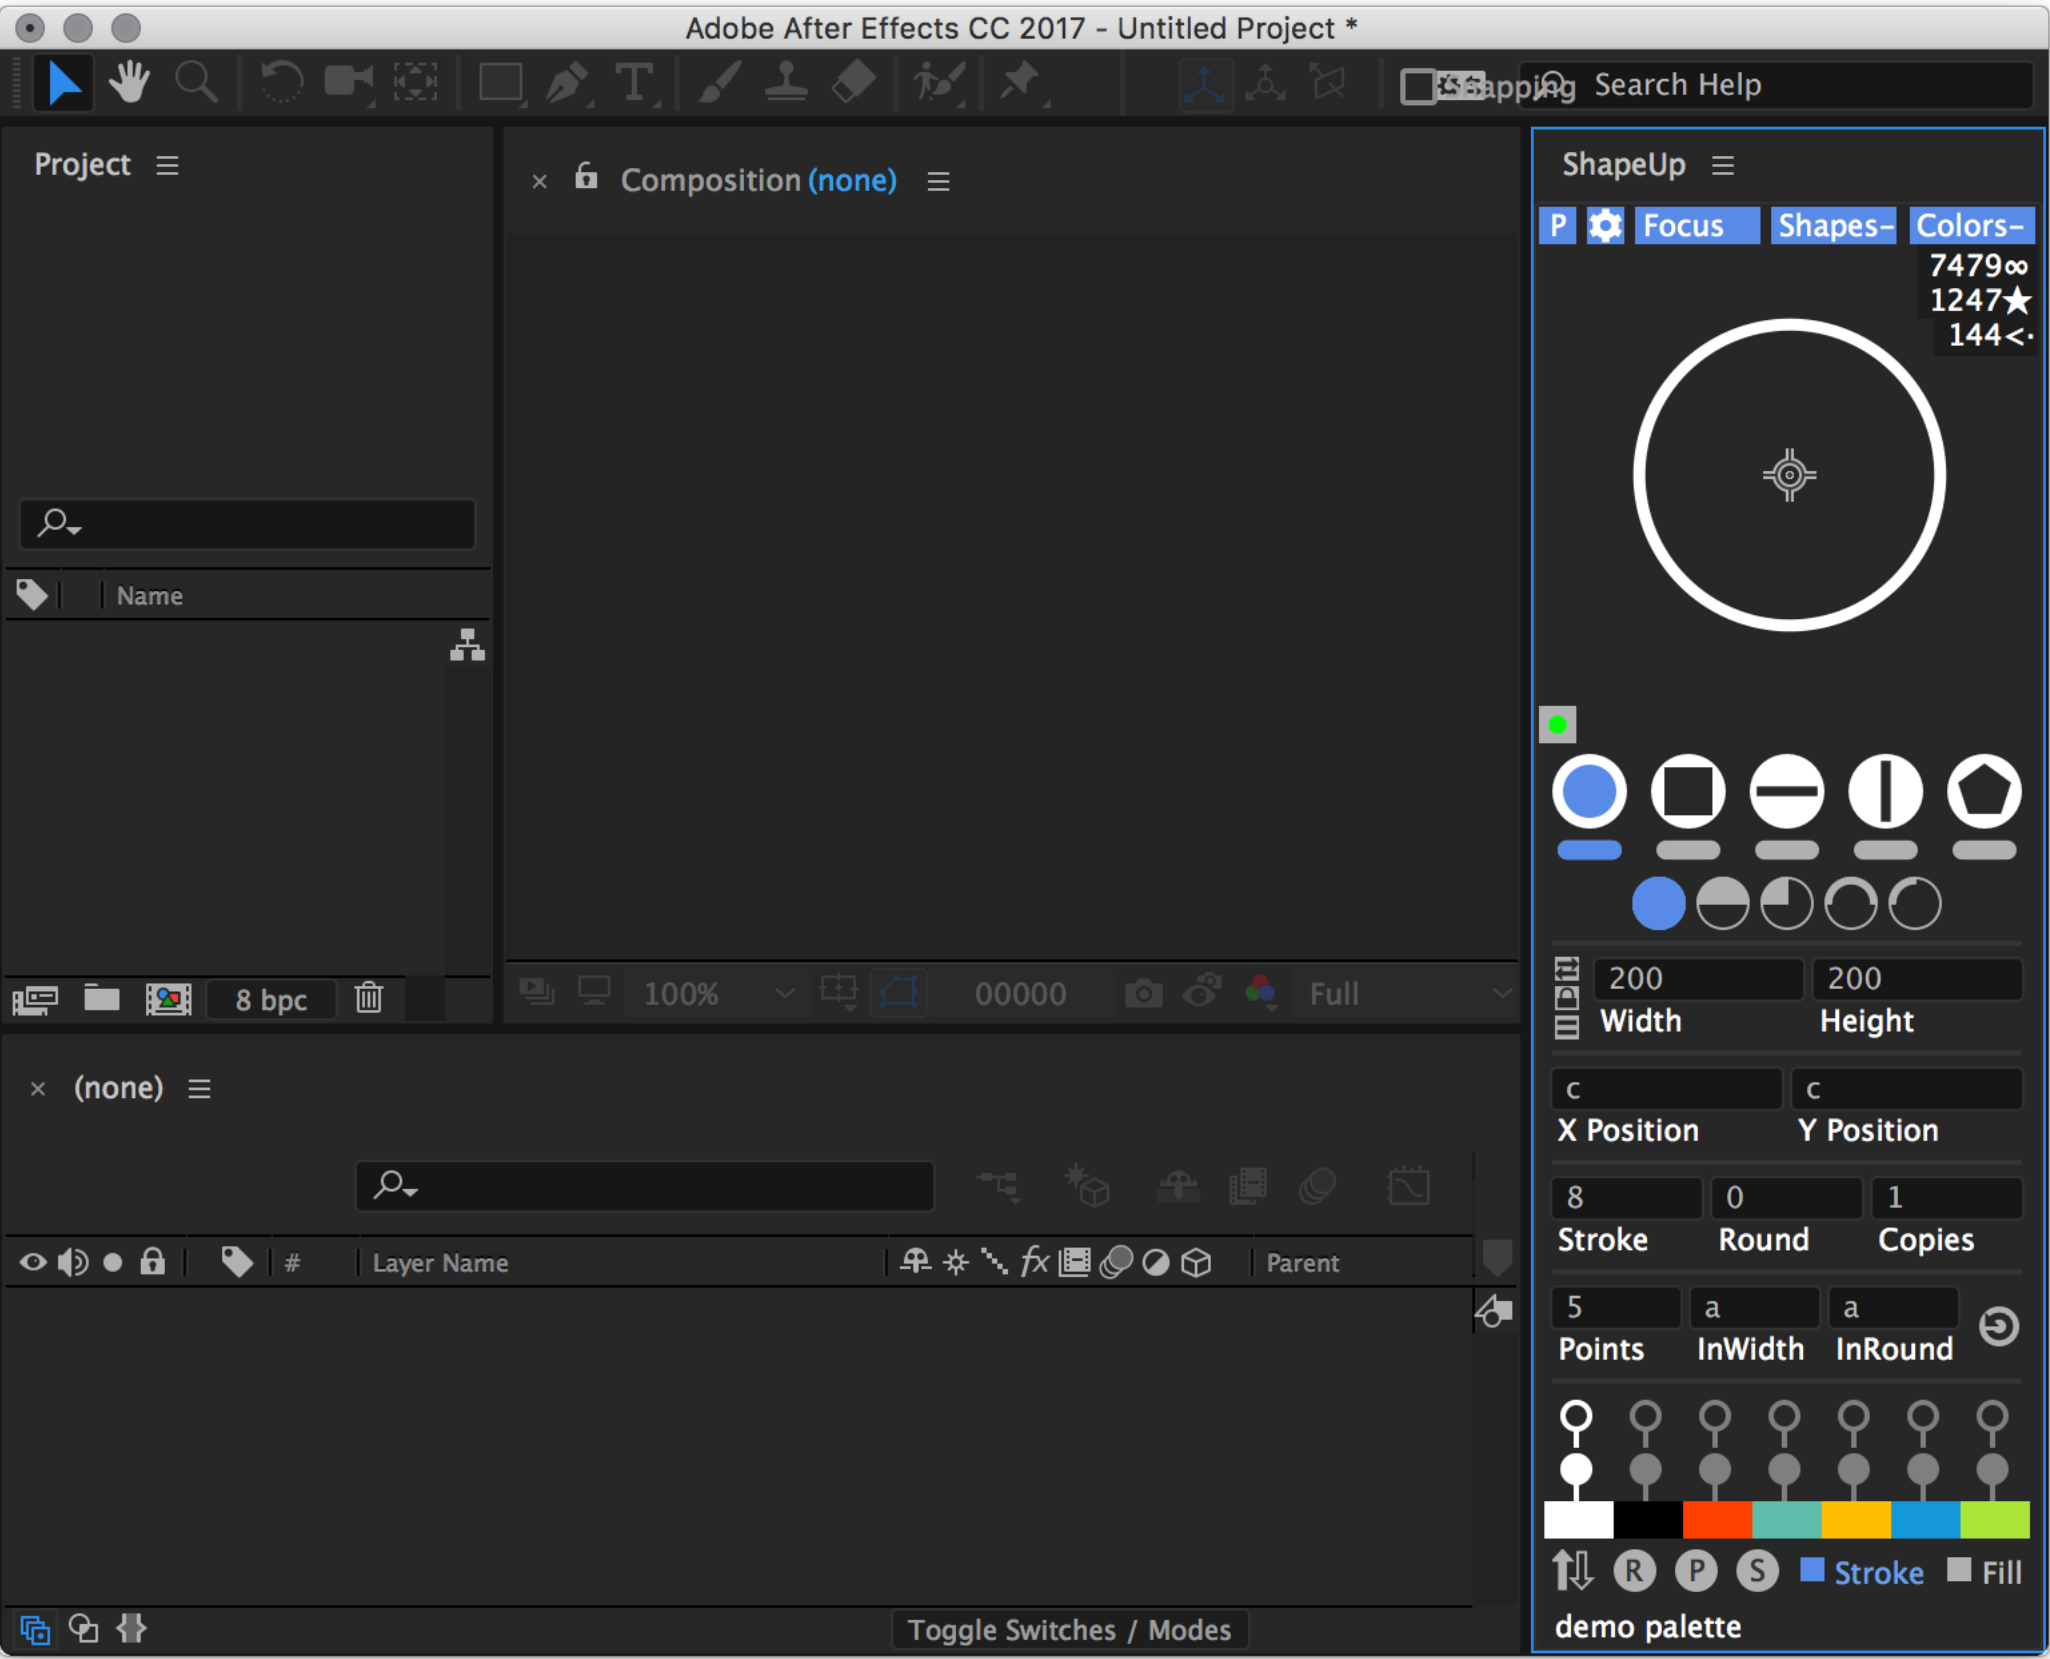 Adobe After Effects CC 2017 - Untitled Project *
Snapping
Search Help
Project
Composition (none)
ShapeUp
P Focus Shapes- Colors-
7479∞
1247★
144<·
Name
8 bpc
100% 00000 Full
200 200
Width Height
c c
X Position Y Position
8 0 1
Stroke Round Copies
5 a a
Points InWidth InRound
R P S Stroke Fill
demo palette
(none)
# Layer Name fx Parent
Toggle Switches / Modes